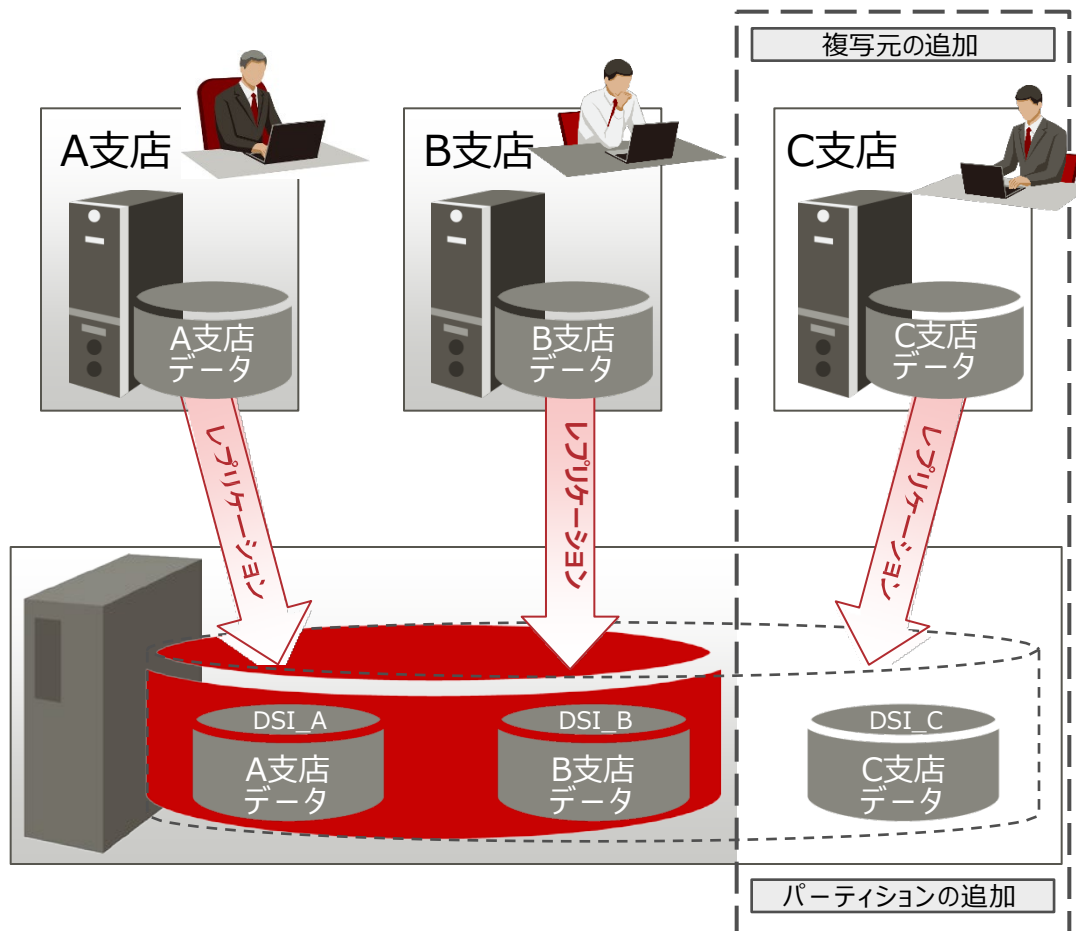 複写元の追加
A支店
B支店
C支店
A支店
データ
B支店
データ
C支店
データ
レプリケーション
レプリケーション
レプリケーション
DSI_A
DSI_B
DSI_C
A支店
データ
B支店
データ
C支店
データ
パーティションの追加